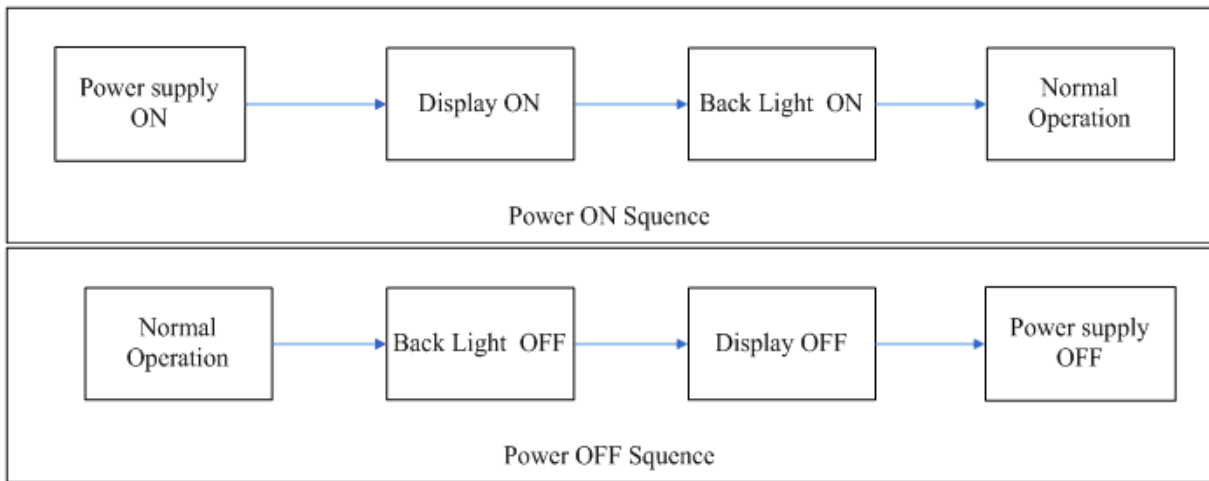 Power supply
ON
Display ON
Back Light  ON
Normal
Operation
Power ON Squence
Normal
Operation
Back Light  OFF
Display OFF
Power supply
OFF
Power OFF Squence